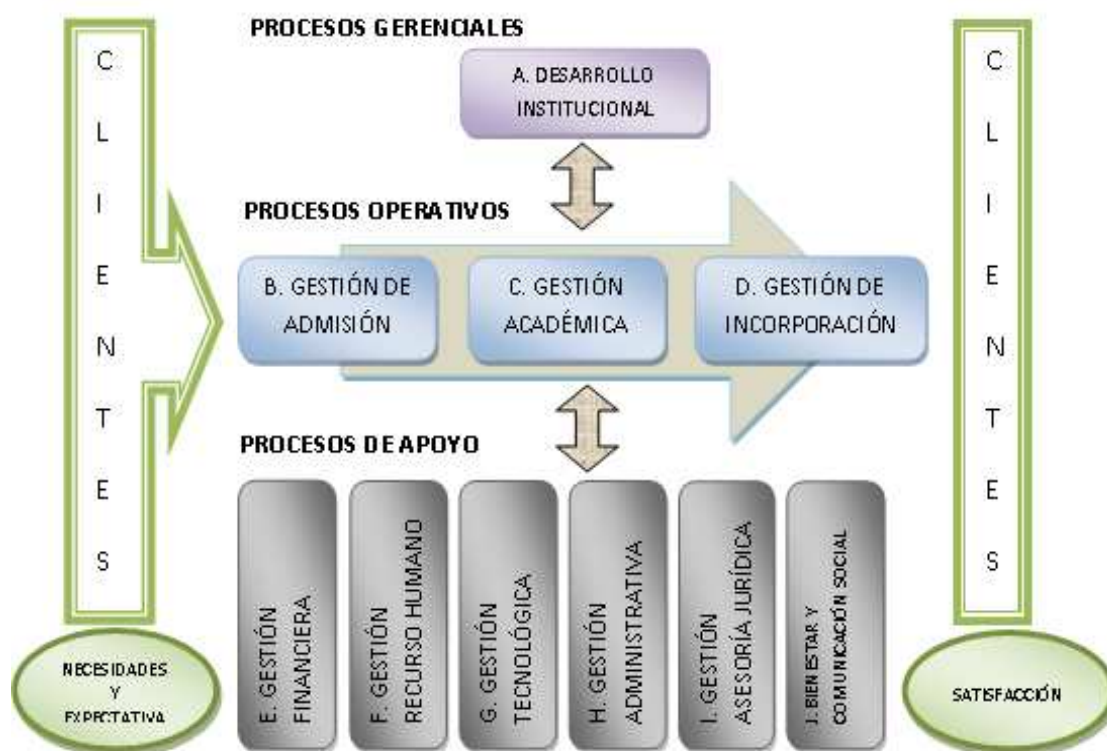 C
L
I
E
N
T
E
S
NECESIDADES
Y
EXPECTATIVA
PROCESOS GERENCIALES
A. DESARROLLO
INSTITUCIONAL
PROCESOS OPERATIVOS
B. GESTIÓN DE
ADMISIÓN
C. GESTIÓN
ACADÉMICA
D. GESTIÓN DE
INCORPORACIÓN
PROCESOS DE APOYO
E. GESTIÓN
FINANCIERA
F. GESTIÓN
RECURSO HUMANO
G. GESTIÓN
TECNOLÓGICA
H. GESTIÓN
ADMINISTRATIVA
I. GESTIÓN
ASESORÍA JURÍDICA
J. BIENESTAR Y
COMUNICACIÓN SOCIAL
C
L
I
E
N
T
E
S
SATISFACCIÓN